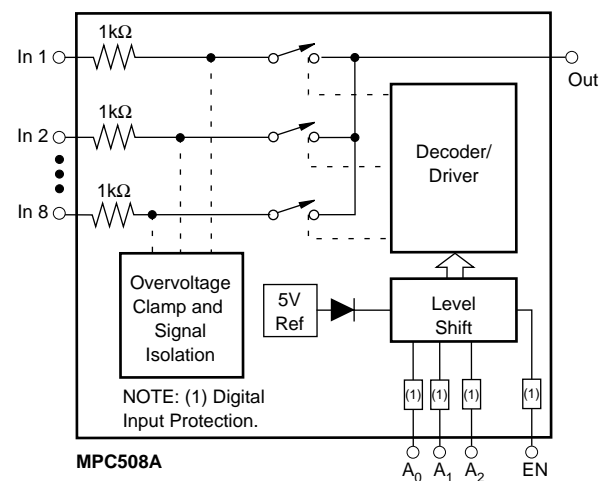 1kΩ
In 1
Out
1kΩ
In 2
Decoder/
Driver
1kΩ
In 8
Overvoltage
Clamp and
Signal
Isolation
5V
Ref
Level
Shift
(1)
(1)
(1)
(1)
NOTE: (1) Digital
Input Protection.
MPC508A
A0
A1
A2
EN